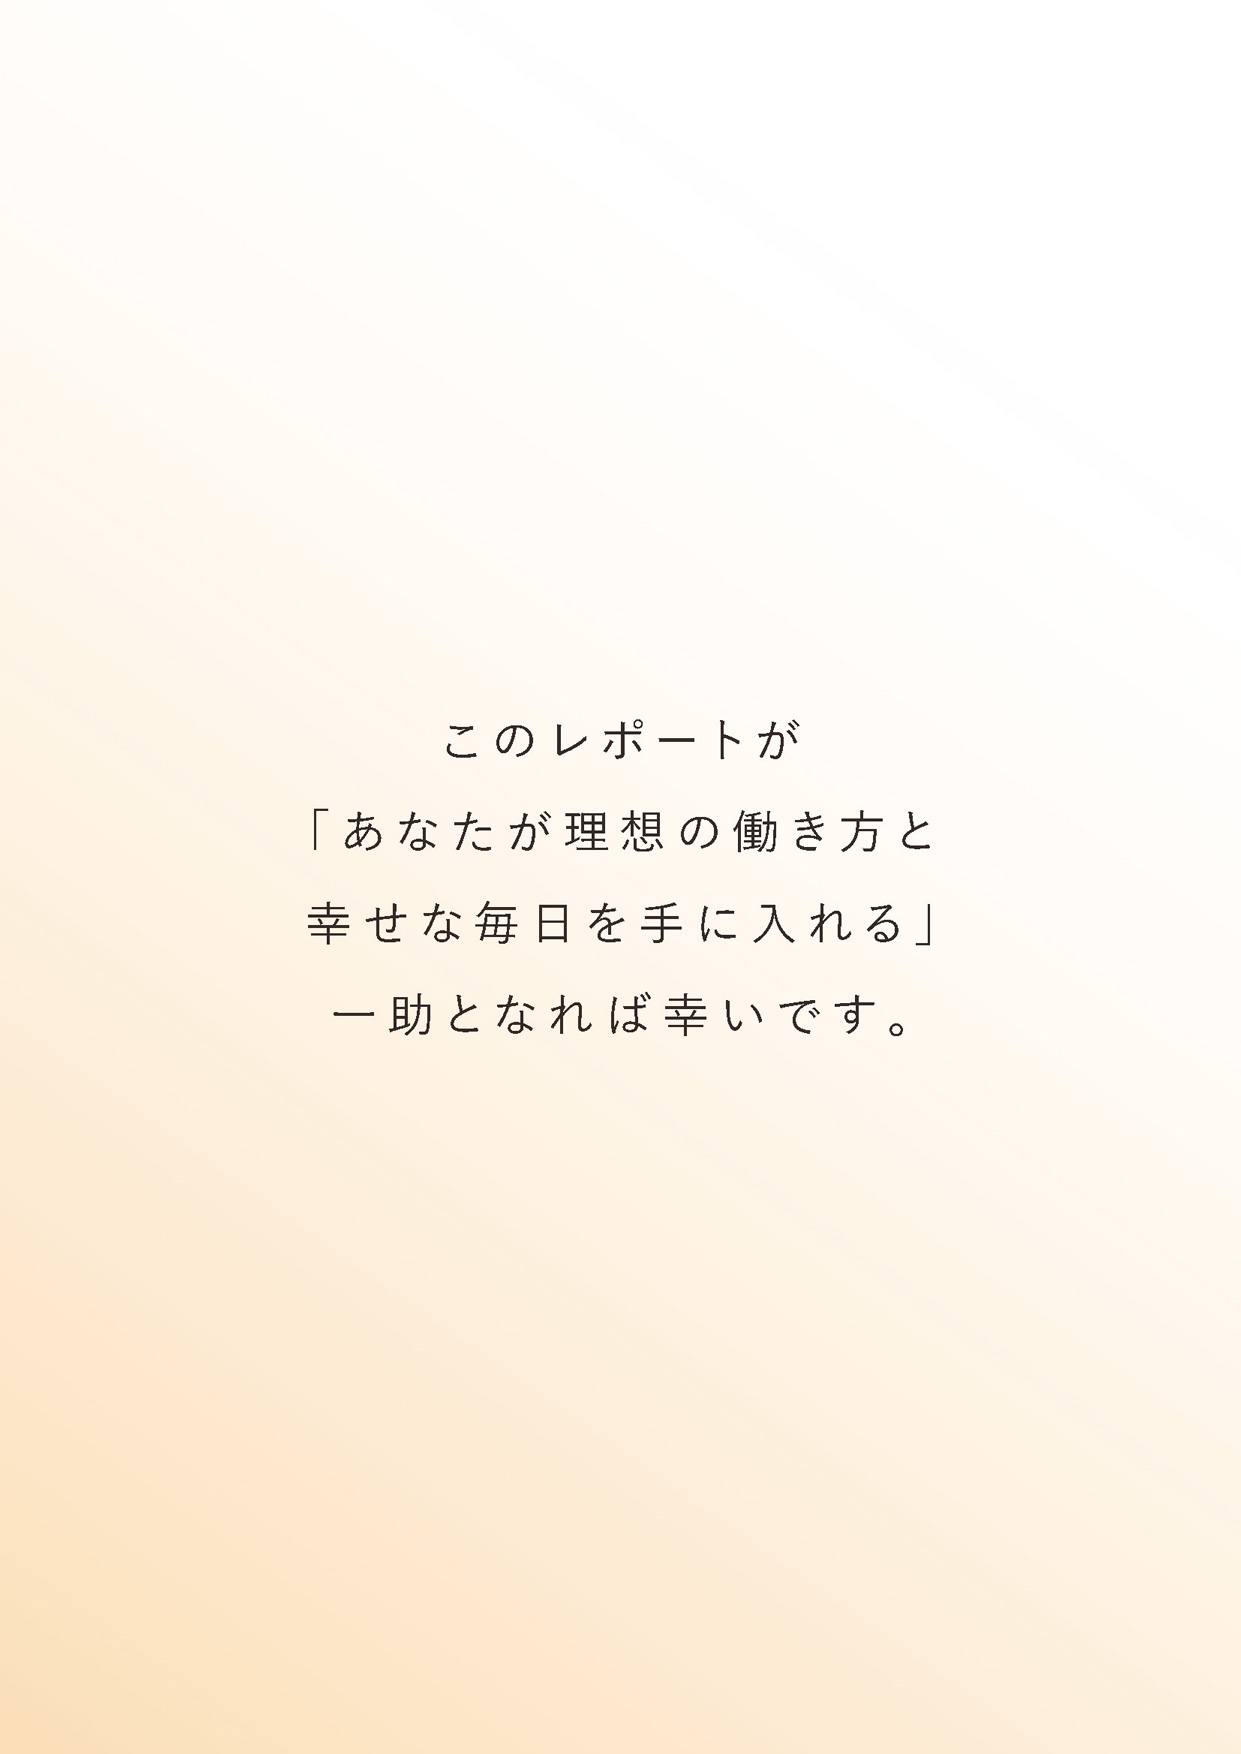 このレポートが
「あなたが理想の働き方と
幸せな毎日を手に入れる」
一助となれば幸いです。